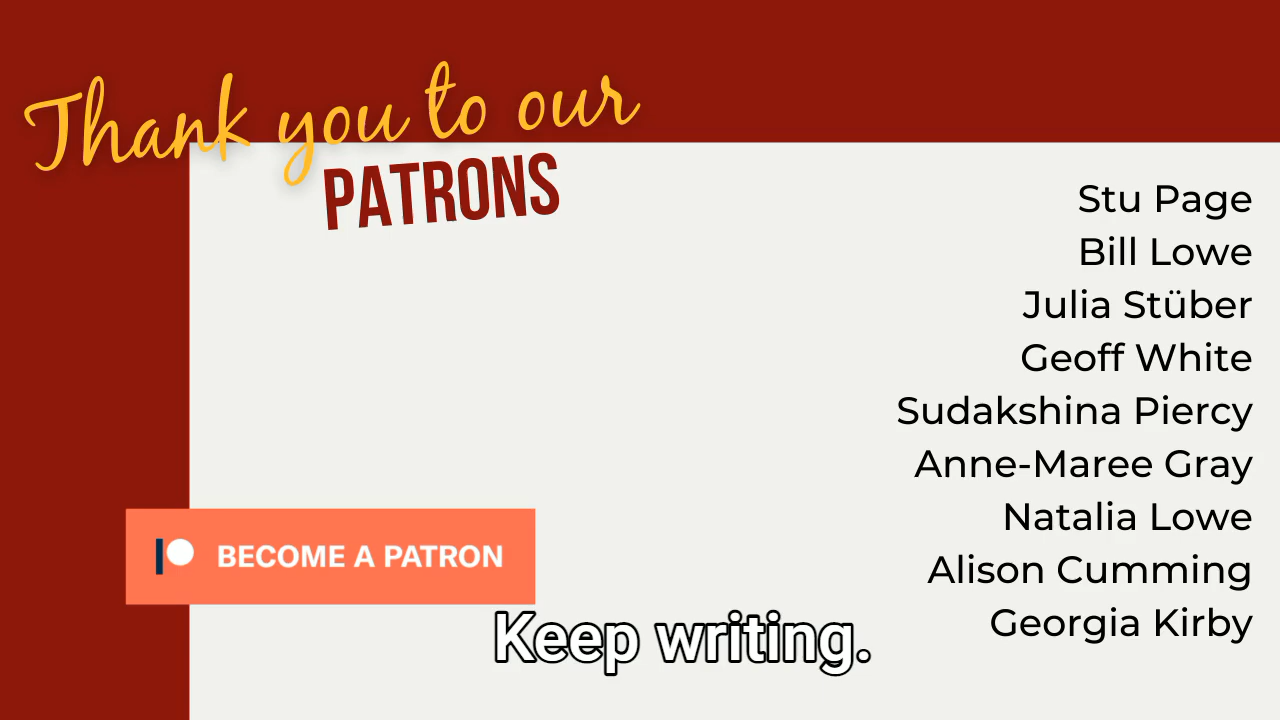 Thank you to our
PATRONS
Stu Page
Bill Lowe
Julia Stüber
Geoff White
Sudakshina Piercy
Anne-Maree Gray
Natalia Lowe
Alison Cumming
Georgia Kirby
BECOME A PATRON
Keep writing.